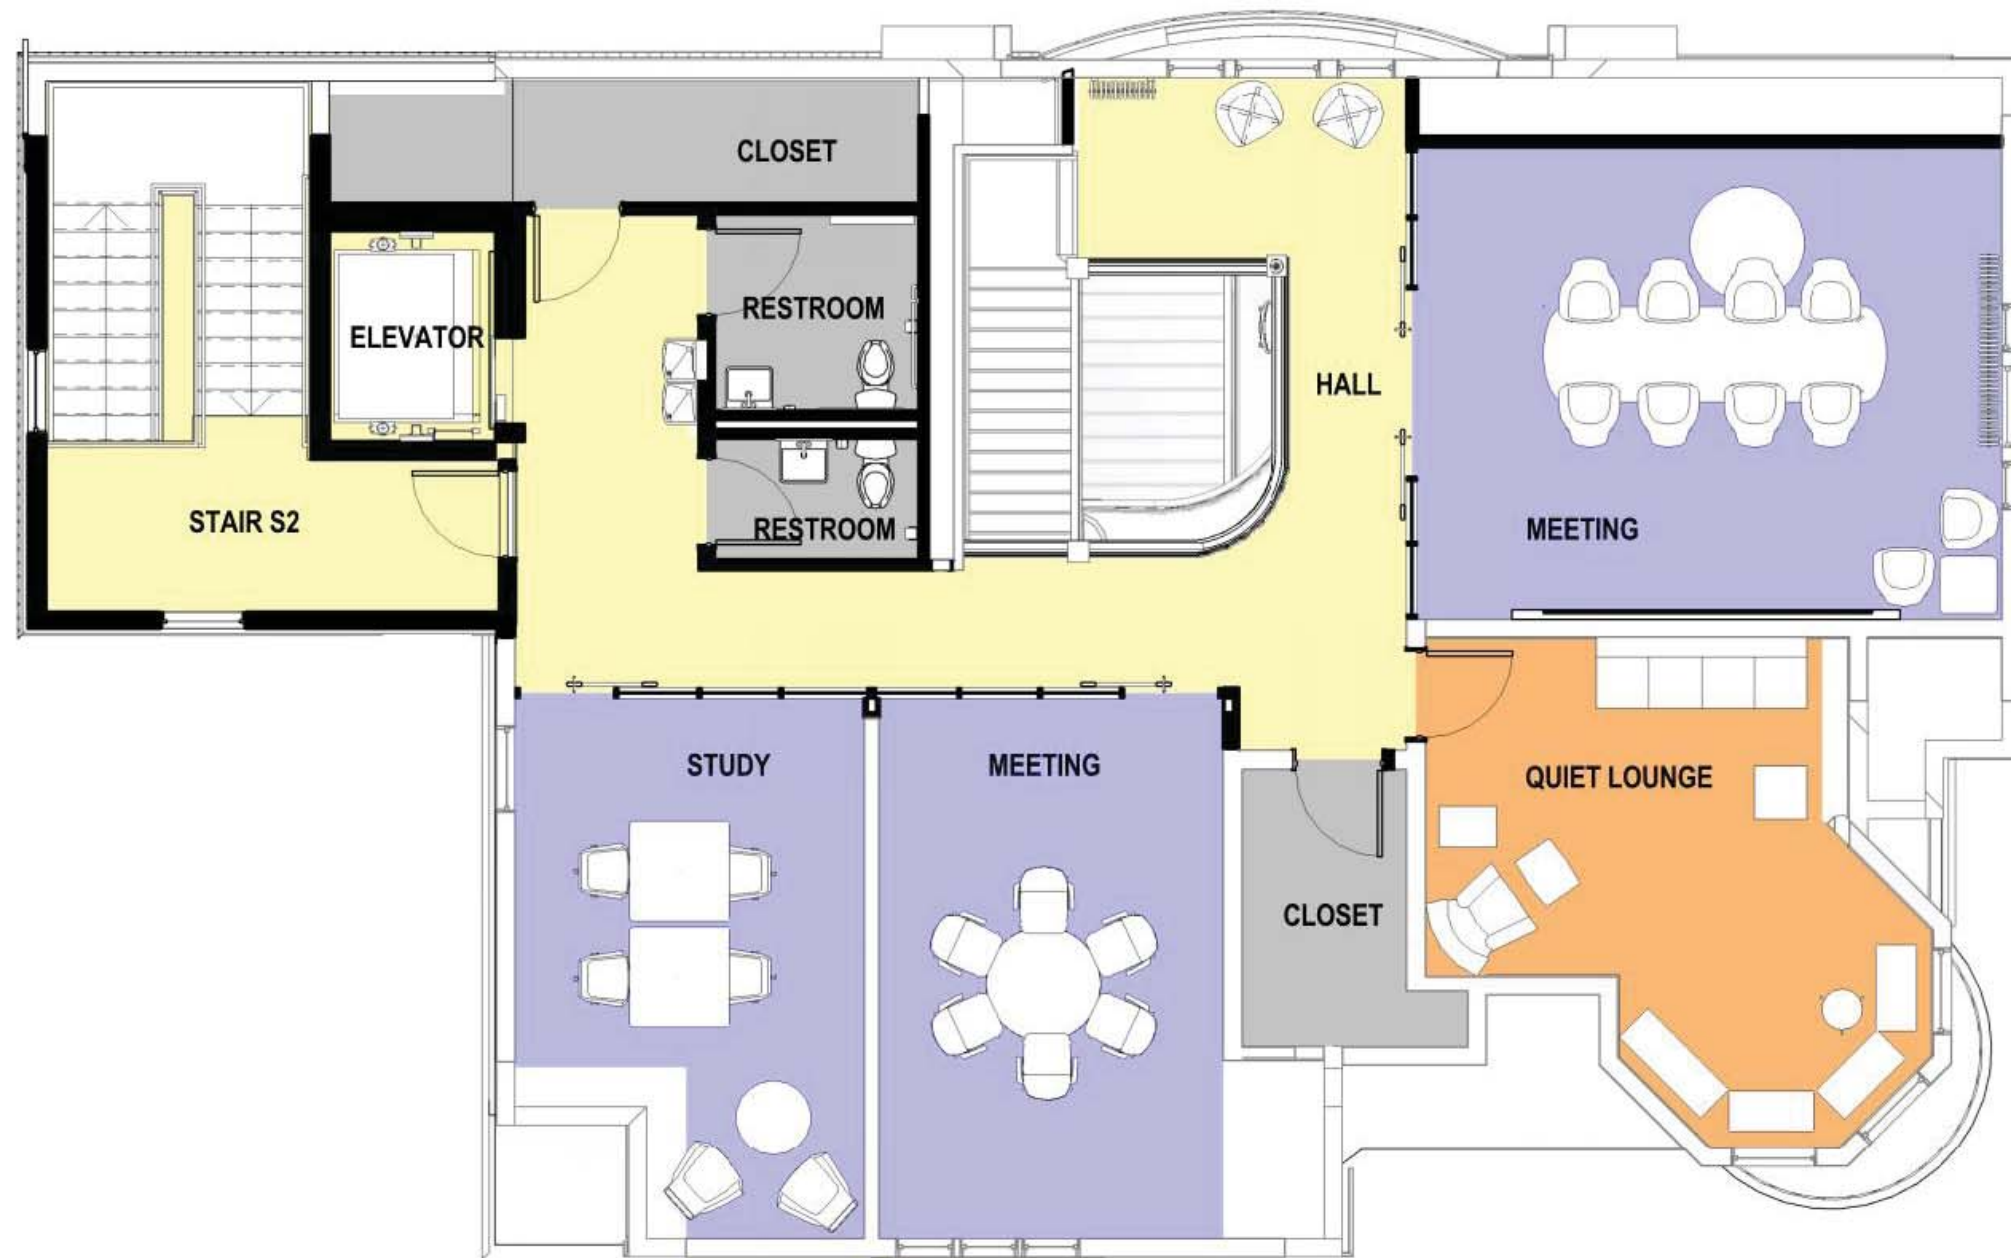 CLOSET
RESTROOM
ELEVATOR
HALL
STAIR S2
RESTROOM
MEETING
STUDY
MEETING
QUIET LOUNGE
CLOSET